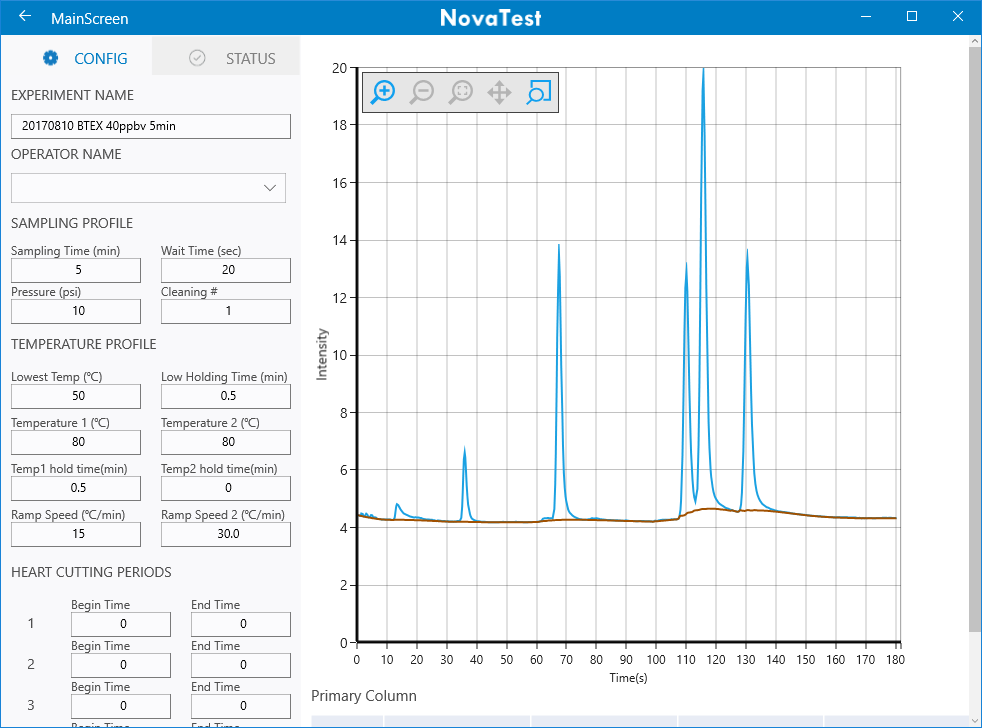 MainScreen
NovaTest
CONFIG
STATUS
EXPERIMENT NAME
20170810 BTEX 40ppbv 5min
OPERATOR NAME
SAMPLING PROFILE
Sampling Time (min) Wait Time (sec)
5 20
Pressure (psi) Cleaning #
10 1
TEMPERATURE PROFILE
Lowest Temp (℃) Low Holding Time (min)
50 0.5
Temperature 1 (℃) Temperature 2 (℃)
80 80
Temp1 hold time(min) Temp2 hold time(min)
0.5 0
Ramp Speed (℃/min) Ramp Speed 2 (℃/min)
15 30.0
HEART CUTTING PERIODS
Begin Time End Time
1 0 0
Begin Time End Time
2 0 0
Begin Time End Time
3 0 0
Begin Time End Time
20
18
16
14
12
10
8
6
4
2
0
Intensity
0 10 20 30 40 50 60 70 80 90 100 110 120 130 140 150 160 170 180
Time(s)
Primary Column